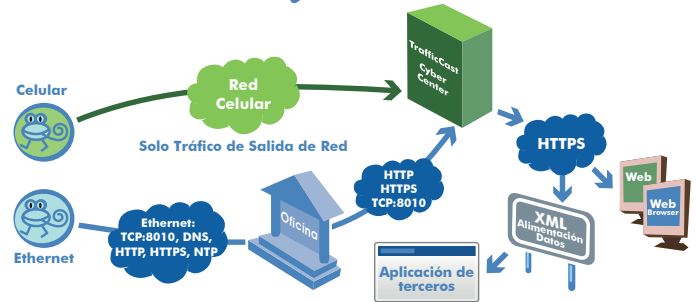 TrafficCast
Cyber
Center
Celular
Red
Celular
Solo Tráfico de Salida de Red
HTTPS
HTTP
HTTPS
TCP:8010
Web
Web
Browser
Ethernet:
TCP:8010, DNS,
HTTP, HTTPS, NTP
Oficina
XML
Alimentación
Datos
Ethernet
Aplicación de
terceros